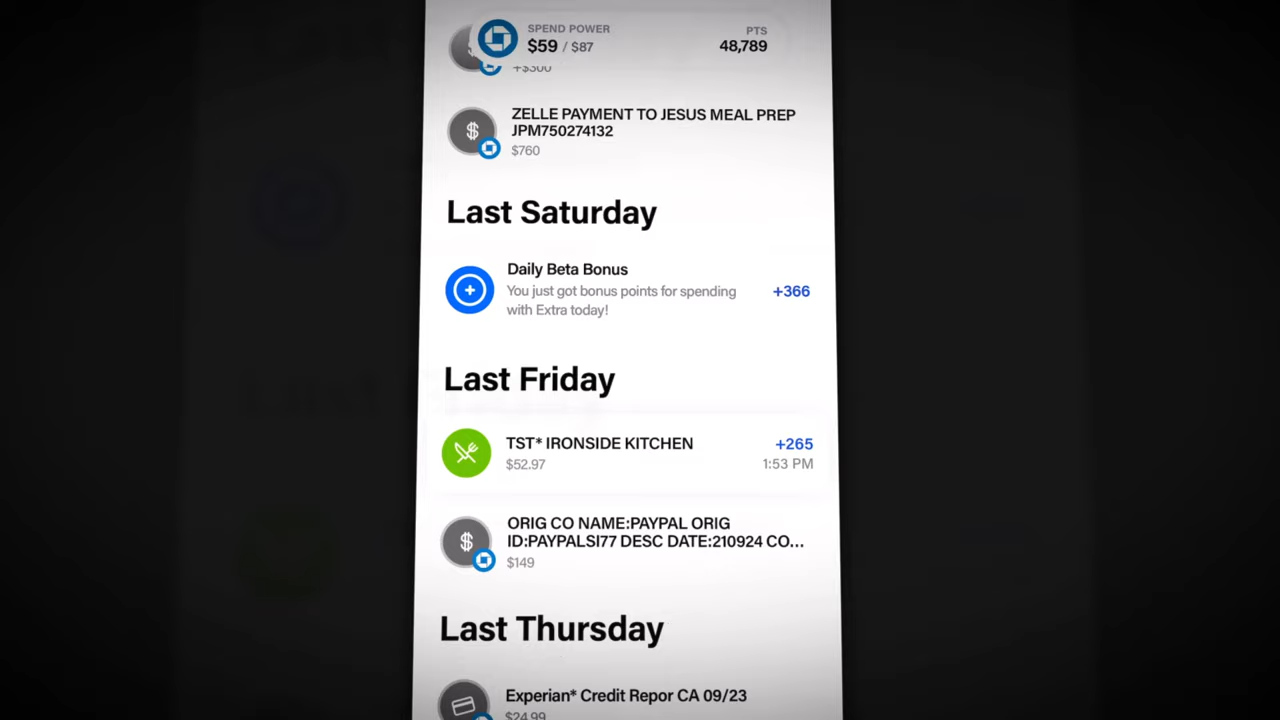 SPEND POWER
$59 / $87
PTS
48,789
+$300
ZELLE PAYMENT TO JESUS MEAL PREP
JPM750274132
$760
Last Saturday
Daily Beta Bonus
You just got bonus points for spending
with Extra today!
+366
Last Friday
TST* IRONSIDE KITCHEN
+265
$52.97
1:53 PM
ORIG CO NAME:PAYPAL ORIG
ID:PAYPALSI77 DESC DATE:210924 CO...
$149
Last Thursday
Experian* Credit Repor CA 09/23
$24.99